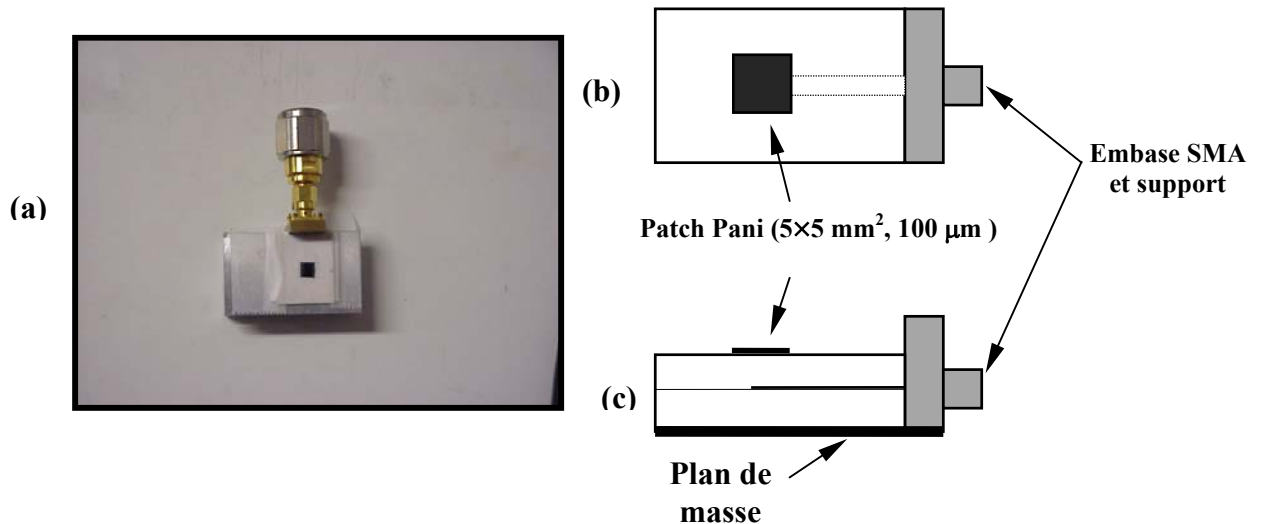 (a)
(b)
Embase SMA
et support
Patch Pani (5×5 mm², 100 μm )
(c)
Plan de
masse